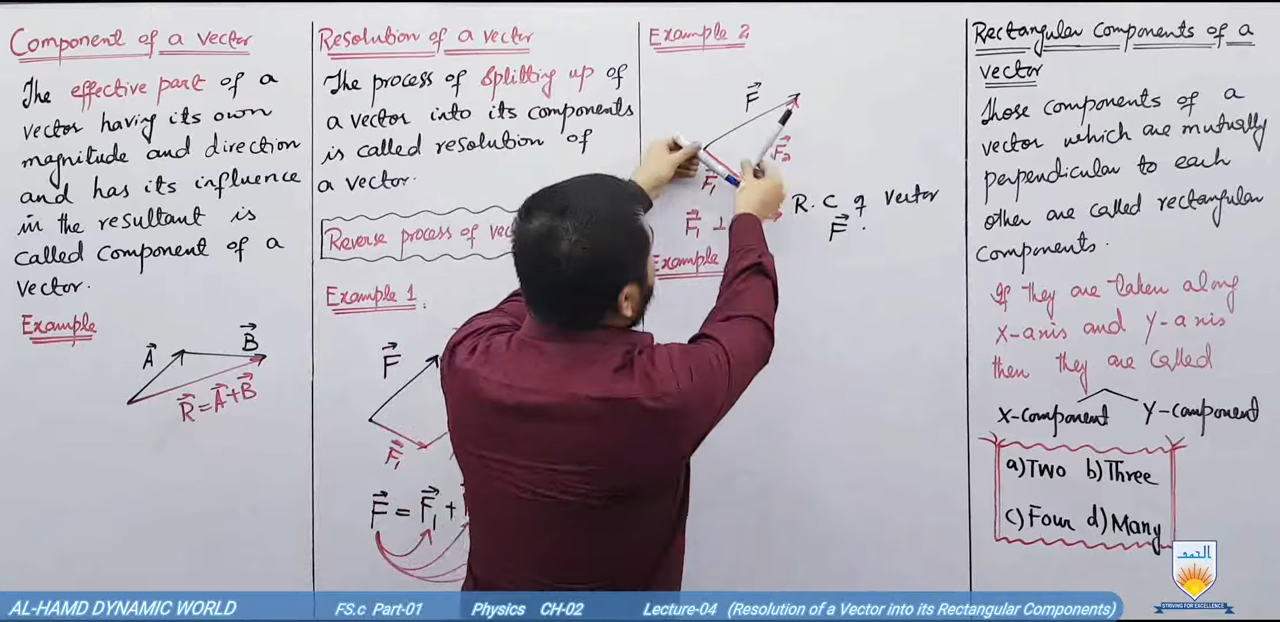 Component of a vector
The effective part of a
vector having its own
magnitude and direction
and has its influence
in the resultant is
called Component of a
vector.
Example
A⃗
B⃗
R⃗ = A⃗ + B⃗
Resolution of a vector
The process of splitting up of
a vector into its components
is called resolution of
a vector.
Reverse process of
Example 1.
F⃗
F⃗₁
F⃗ = F⃗₁ +
Example 2
F⃗
F⃗₂
F⃗₁
R. C of vector
F⃗.
F⃗₁ ⊥
Example
Rectangular Components of a
vector
Those components of a
vector which are mutually
perpendicular to each
other are called rectangular
components.
If they are taken along
X-axis and Y-axis
then they are called
X-component Y-component
a) Two b) Three
c) Four d) Many
الحمد
STRIVING FOR EXCELLENCE
AL-HAMD DYNAMIC WORLD FS.c Part-01 Physics CH-02 Lecture-04 (Resolution of a Vector into its Rectangular Components)